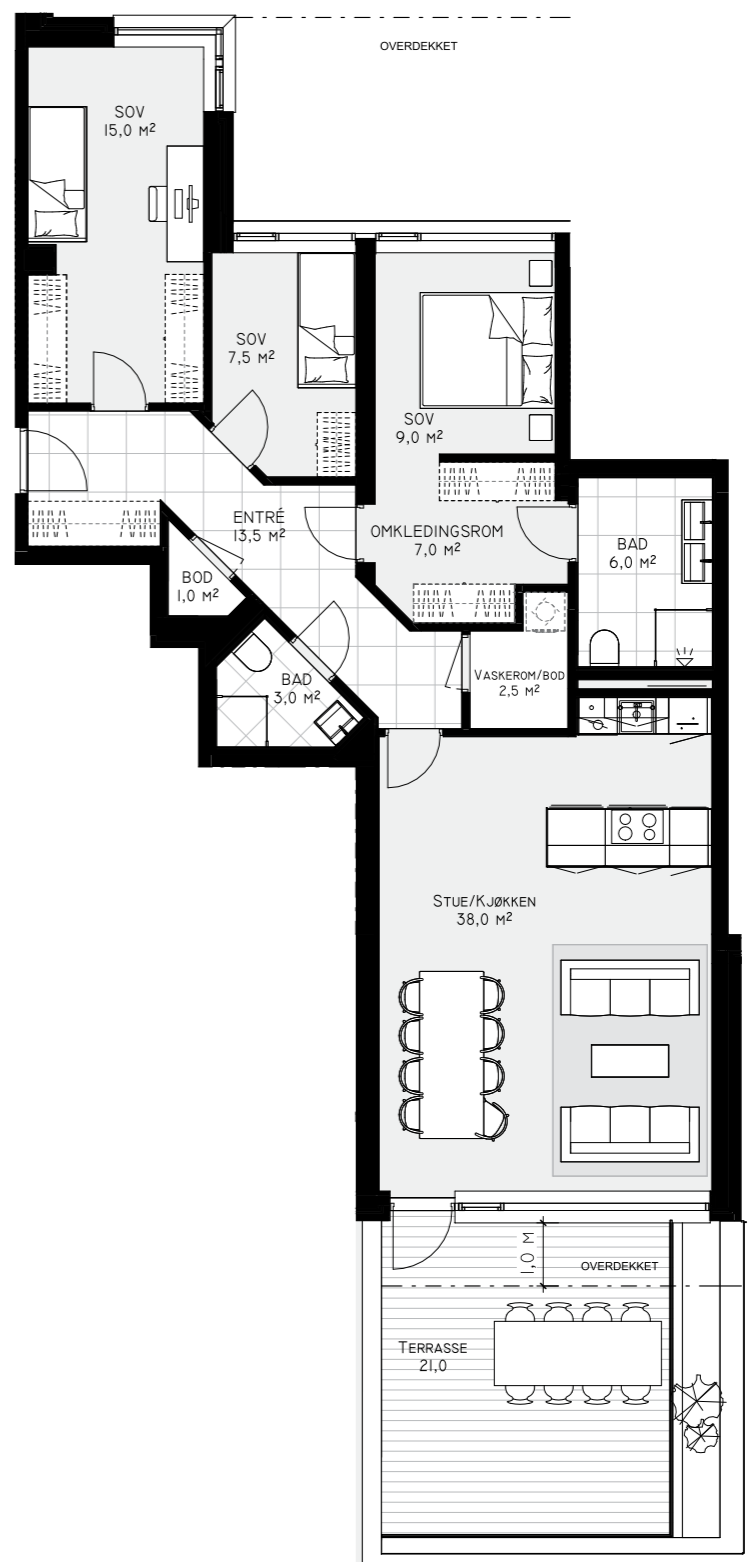 OVERDEKKET
SOV
15,0 M²
SOV
7,5 M²
SOV
9,0 M²
ENTRÉ
13,5 M²
OMKLEDINGSROM
7,0 M²
BAD
6,0 M²
BOD
1,0 M²
BAD
3,0 M²
VASKEROM/BOD
2,5 M²
STUE/KJØKKEN
38,0 M²
1,0 M
OVERDEKKET
TERRASSE
21,0